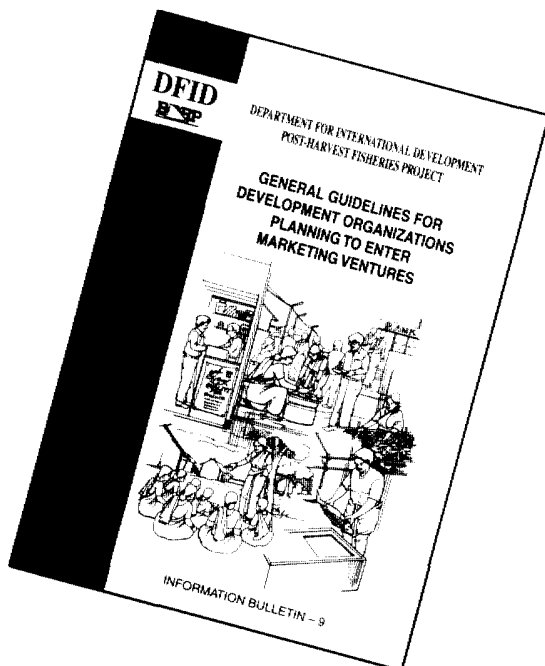 DFID
DEPARTMENT FOR INTERNATIONAL DEVELOPMENT
POST-HARVEST FISHERIES PROJECT
GENERAL GUIDELINES FOR
DEVELOPMENT ORGANIZATIONS
PLANNING TO ENTER
MARKETING VENTURES
BANK
INFORMATION BULLETIN – 9